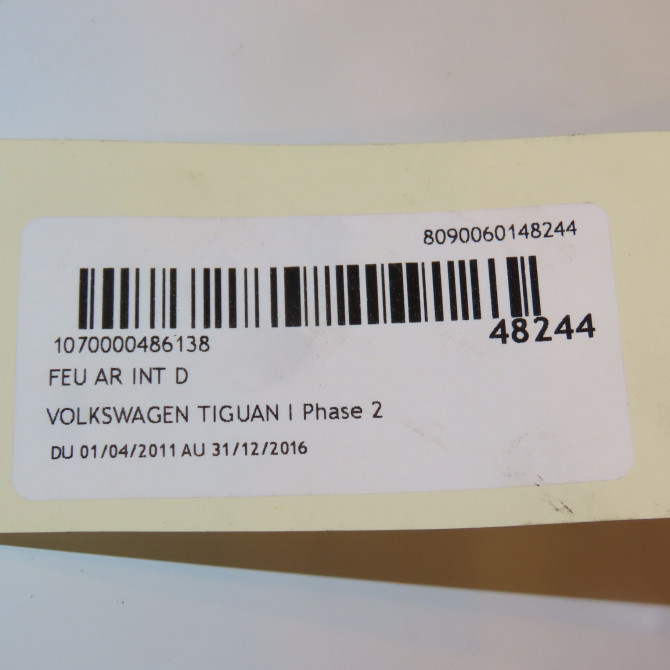 8090060148244
48244
1070000486138
FEU AR INT D
VOLKSWAGEN TIGUAN I Phase 2
DU 01/04/2011 AU 31/12/2016